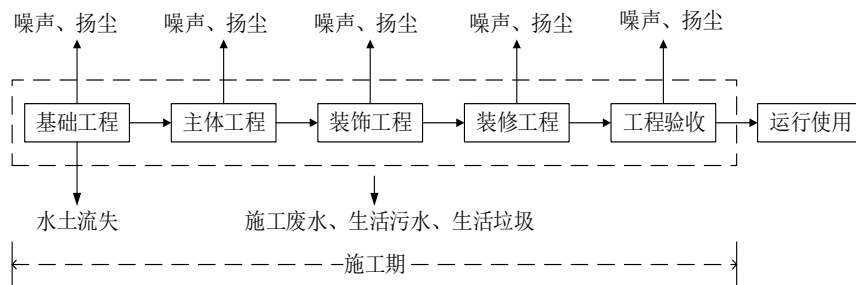 噪声、扬尘 噪声、扬尘 噪声、扬尘 噪声、扬尘 噪声、扬尘
基础工程 主体工程 装饰工程 装修工程 工程验收 运行使用
水土流失 施工废水、生活污水、生活垃圾
施工期